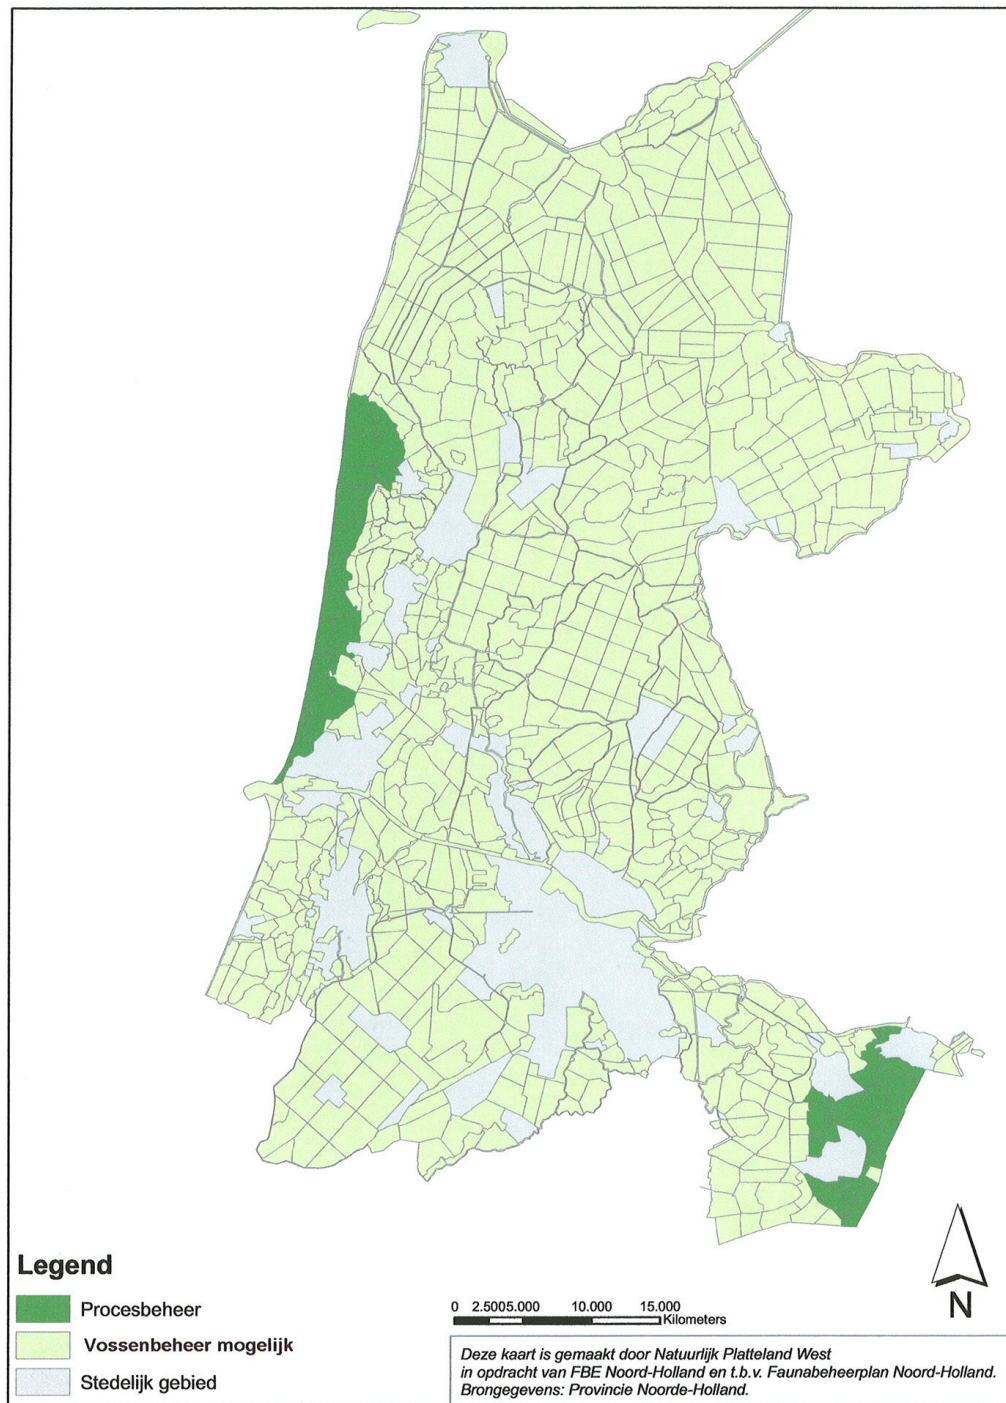 Legend
Procesbeheer
Vossenbeheer mogelijk
Stedelijk gebied
0 2.5005.000 10.000 15.000
Kilometers
N
Deze kaart is gemaakt door Natuurlijk Platteland West
in opdracht van FBE Noord-Holland en t.b.v. Faunabeheerplan Noord-Holland.
Brongegevens: Provincie Noorde-Holland.